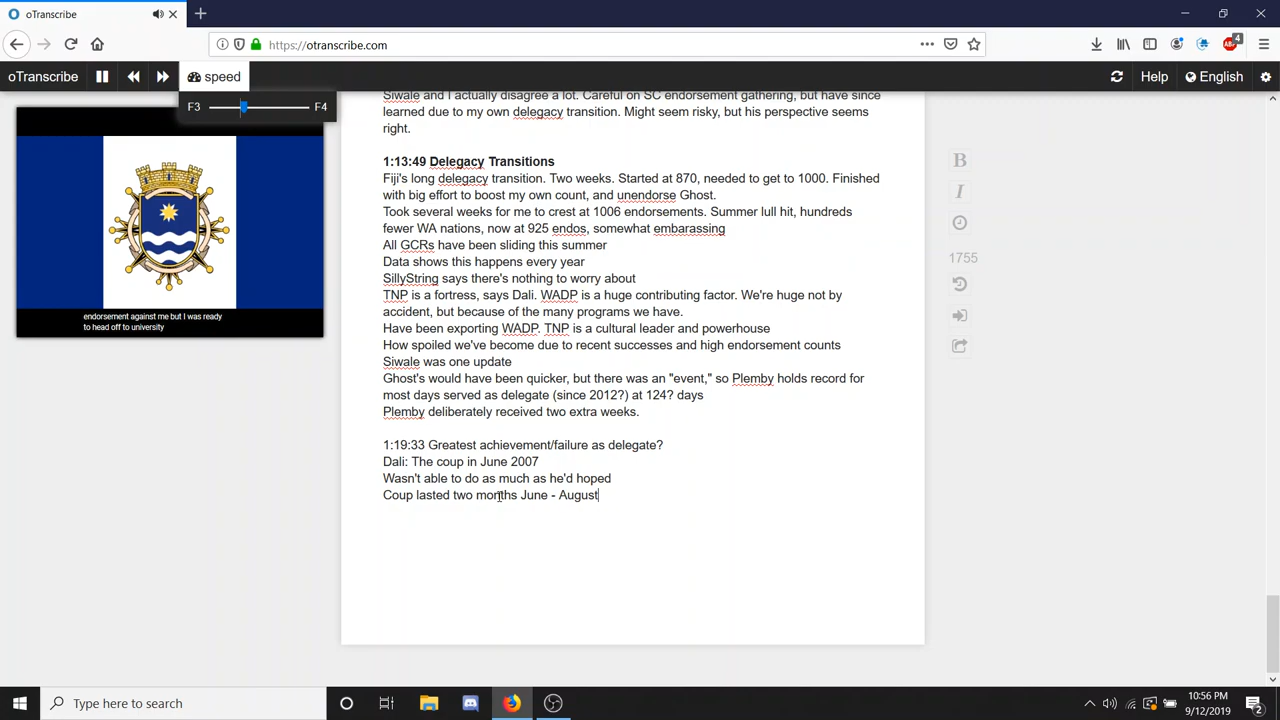 oTranscribe
https://otranscribe.com
4
oTranscribe
speed
Help
English
F3
F4
Siwale and I actually disagree a lot. Careful on SC endorsement gathering, but have since
learned due to my own delegacy transition. Might seem risky, but his perspective seems
right.
1:13:49 Delegacy Transitions
Fiji's long delegacy transition. Two weeks. Started at 870, needed to get to 1000. Finished
with big effort to boost my own count, and unendorse Ghost.
Took several weeks for me to crest at 1006 endorsements. Summer lull hit, hundreds
fewer WA nations, now at 925 endos, somewhat embarassing
All GCRs have been sliding this summer
Data shows this happens every year
SillyString says there's nothing to worry about
TNP is a fortress, says Dali. WADP is a huge contributing factor. We're huge not by
accident, but because of the many programs we have.
Have been exporting WADP. TNP is a cultural leader and powerhouse
How spoiled we've become due to recent successes and high endorsement counts
Siwale was one update
Ghost's would have been quicker, but there was an "event," so Plemby holds record for
most days served as delegate (since 2012?) at 124? days
Plemby deliberately received two extra weeks.
1:19:33 Greatest achievement/failure as delegate?
Dali: The coup in June 2007
Wasn't able to do as much as he'd hoped
Coup lasted two months June - August
endorsement against me but I was ready
to head off to university
B
I
1755
Type here to search
10:56 PM
9/12/2019
2